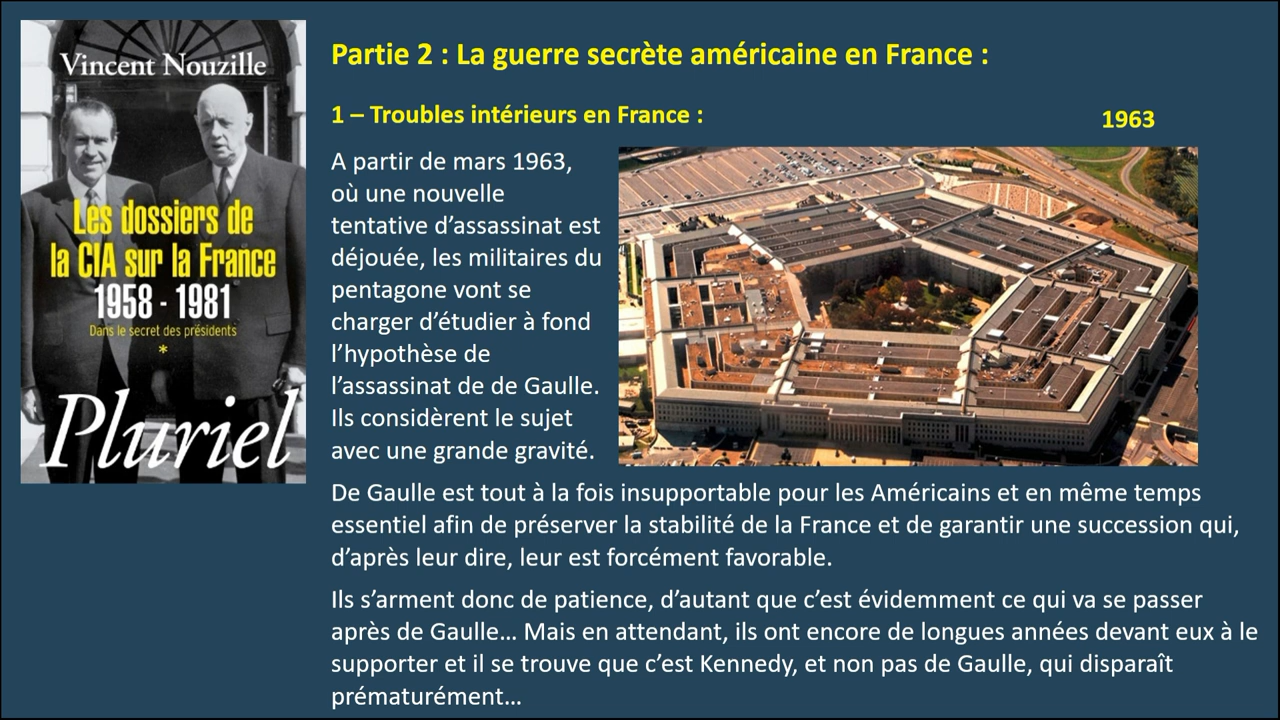 Vincent Nouzille
Les dossiers de
la CIA sur la France
1958 - 1981
Dans le secret des présidents
*
Pluriel
Partie 2 : La guerre secrète américaine en France :
1 – Troubles intérieurs en France :
1963
A partir de mars 1963,
où une nouvelle
tentative d’assassinat est
déjouée, les militaires du
pentagone vont se
charger d’étudier à fond
l’hypothèse de
l’assassinat de de Gaulle.
Ils considèrent le sujet
avec une grande gravité.
De Gaulle est tout à la fois insupportable pour les Américains et en même temps
essentiel afin de préserver la stabilité de la France et de garantir une succession qui,
d’après leur dire, leur est forcément favorable.
Ils s’arment donc de patience, d’autant que c’est évidemment ce qui va se passer
après de Gaulle… Mais en attendant, ils ont encore de longues années devant eux à le
supporter et il se trouve que c’est Kennedy, et non pas de Gaulle, qui disparaît
prématurément…